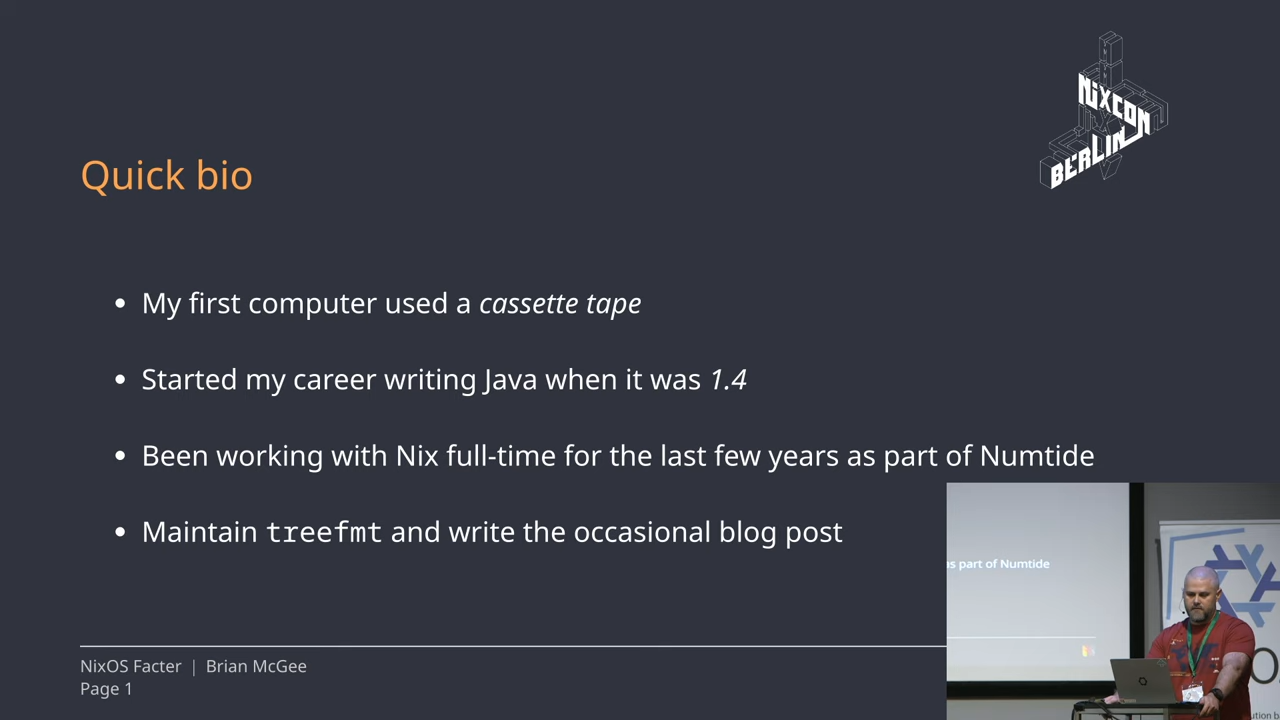 NixCon
BERLIN
Quick bio
My first computer used a cassette tape
Started my career writing Java when it was 1.4
Been working with Nix full-time for the last few years as part of Numtide
Maintain treefmt and write the occasional blog post
as part of Numtide
NixOS Facter | Brian McGee
Page 1